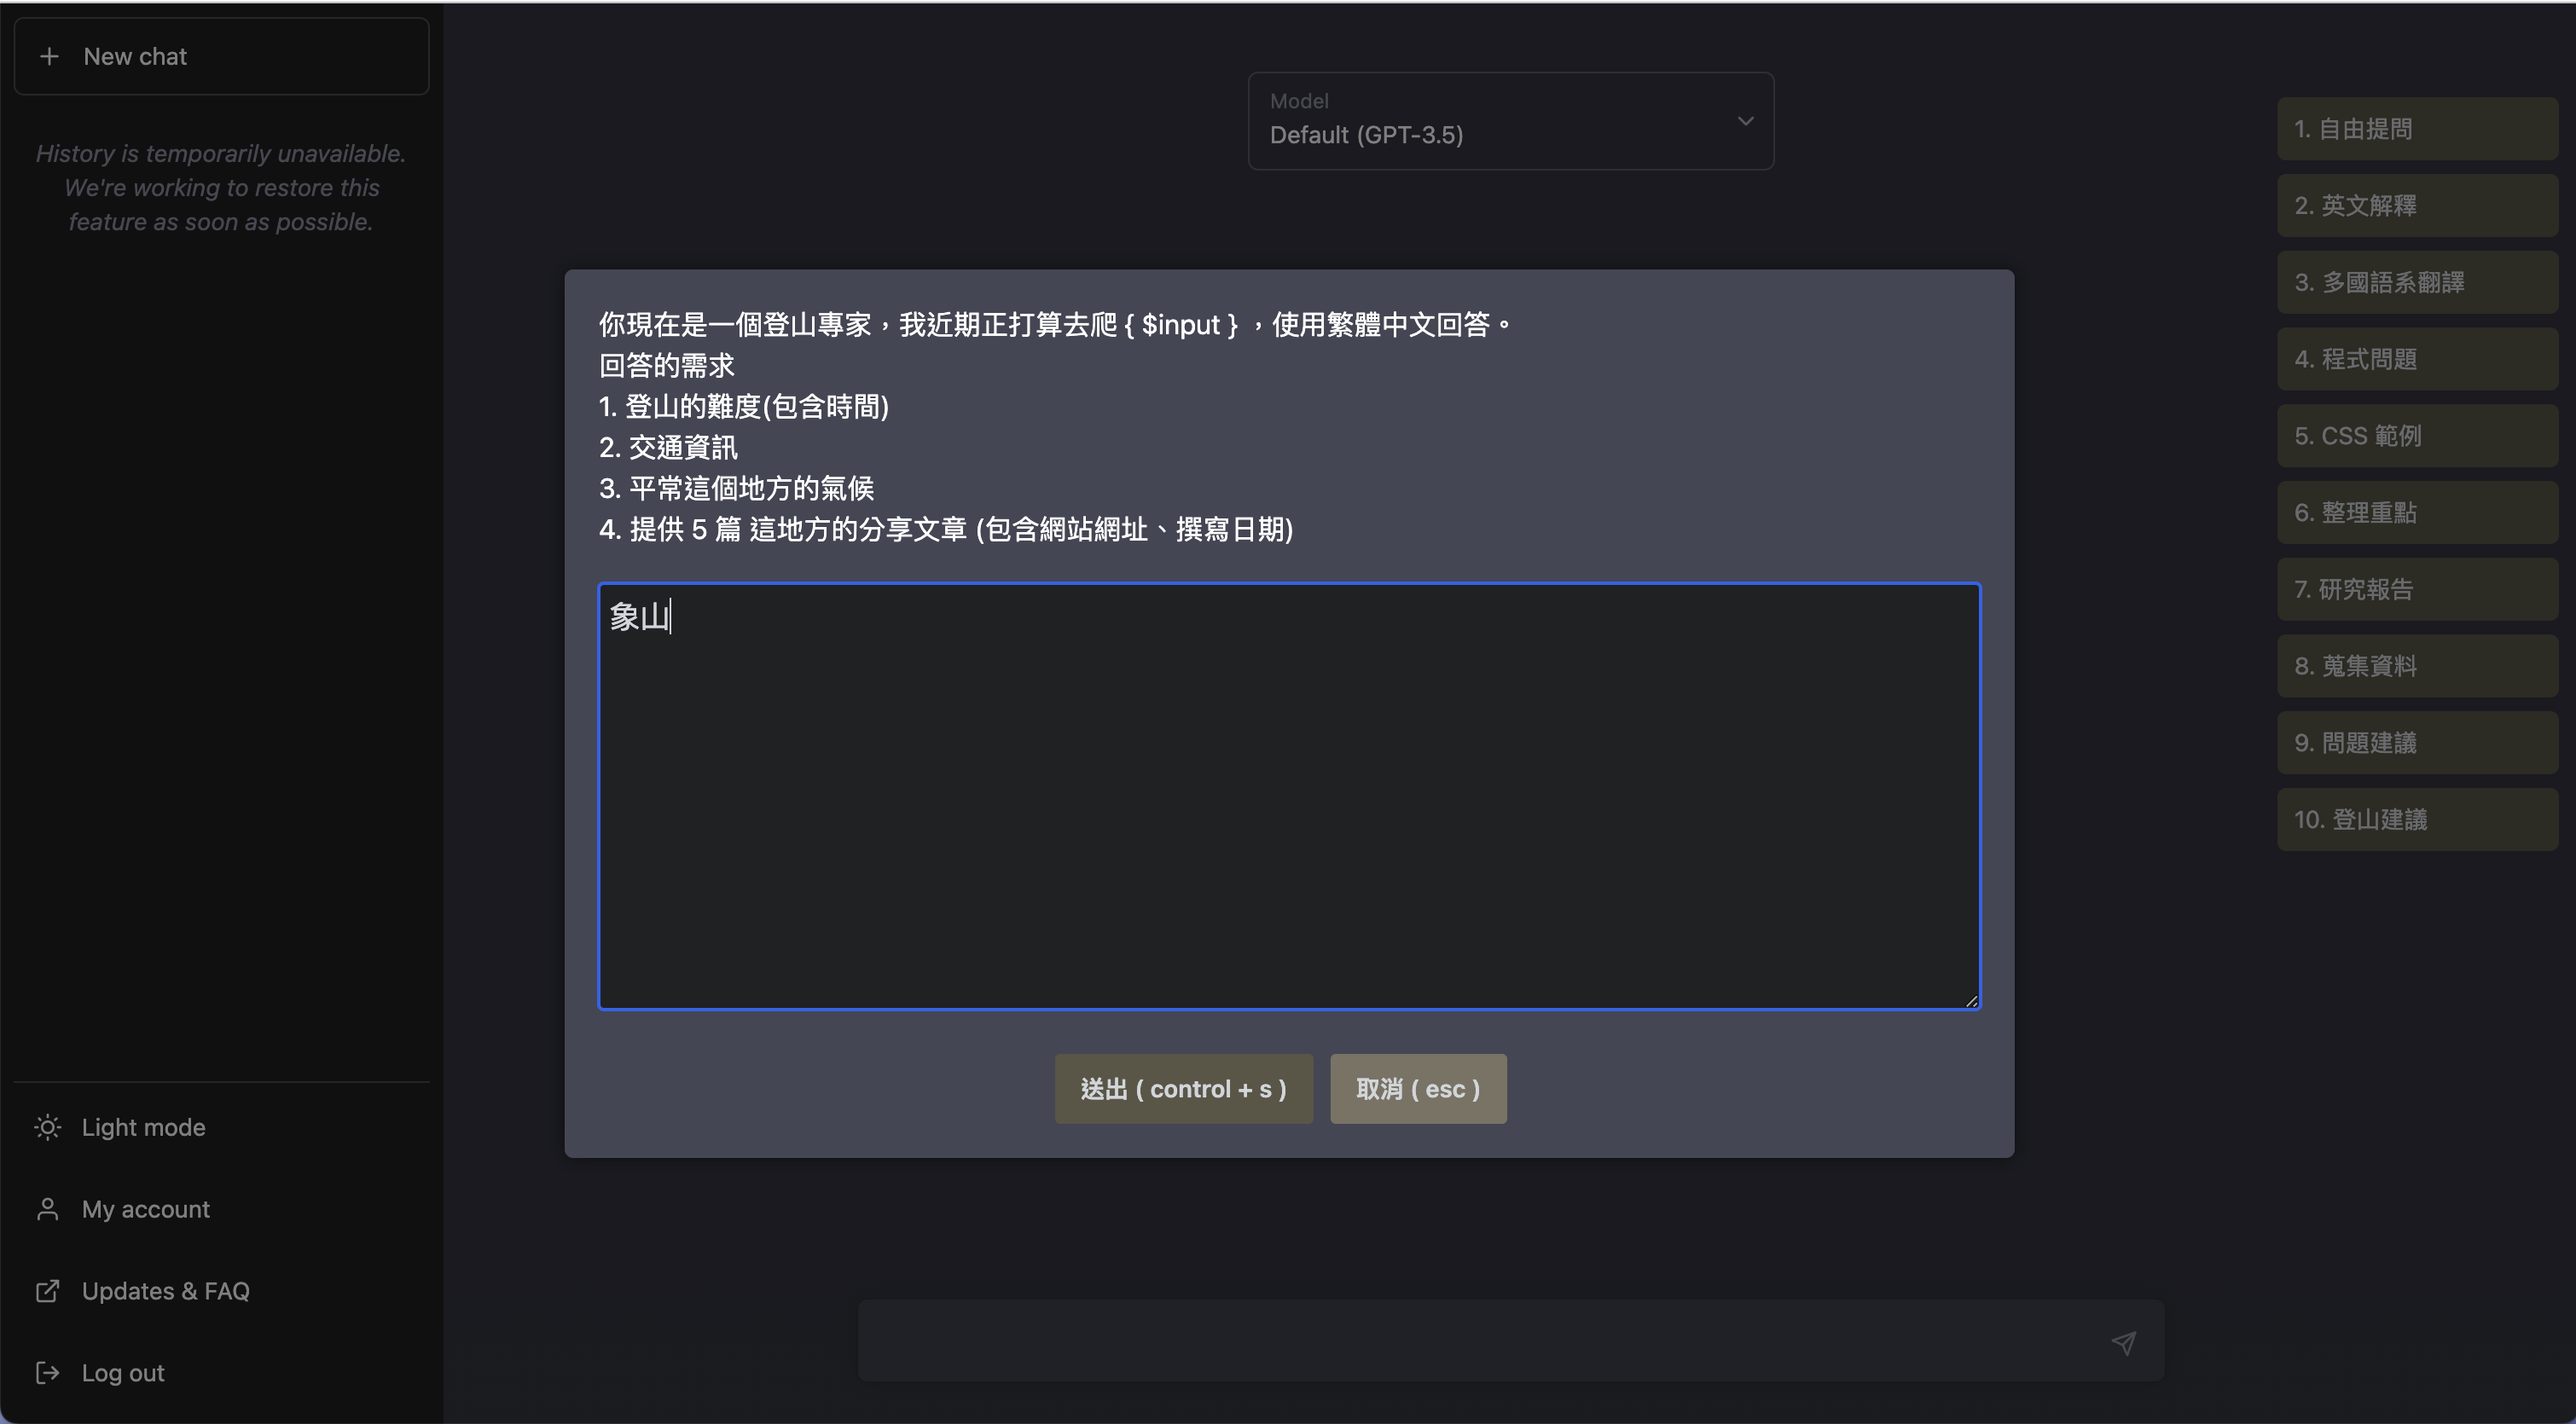 New chat
History is temporarily unavailable.
We're working to restore this
feature as soon as possible.
Light mode
My account
Updates & FAQ
Log out
Model
Default (GPT-3.5)
你現在是一個登山專家，我近期正打算去爬 { $input } ，使用繁體中文回答。
回答的需求
1. 登山的難度(包含時間)
2. 交通資訊
3. 平常這個地方的氣候
4. 提供 5 篇 這地方的分享文章 (包含網站網址、撰寫日期)
象山
送出 ( control + s )
取消 ( esc )
1. 自由提問
2. 英文解釋
3. 多國語系翻譯
4. 程式問題
5. CSS 範例
6. 整理重點
7. 研究報告
8. 蒐集資料
9. 問題建議
10. 登山建議